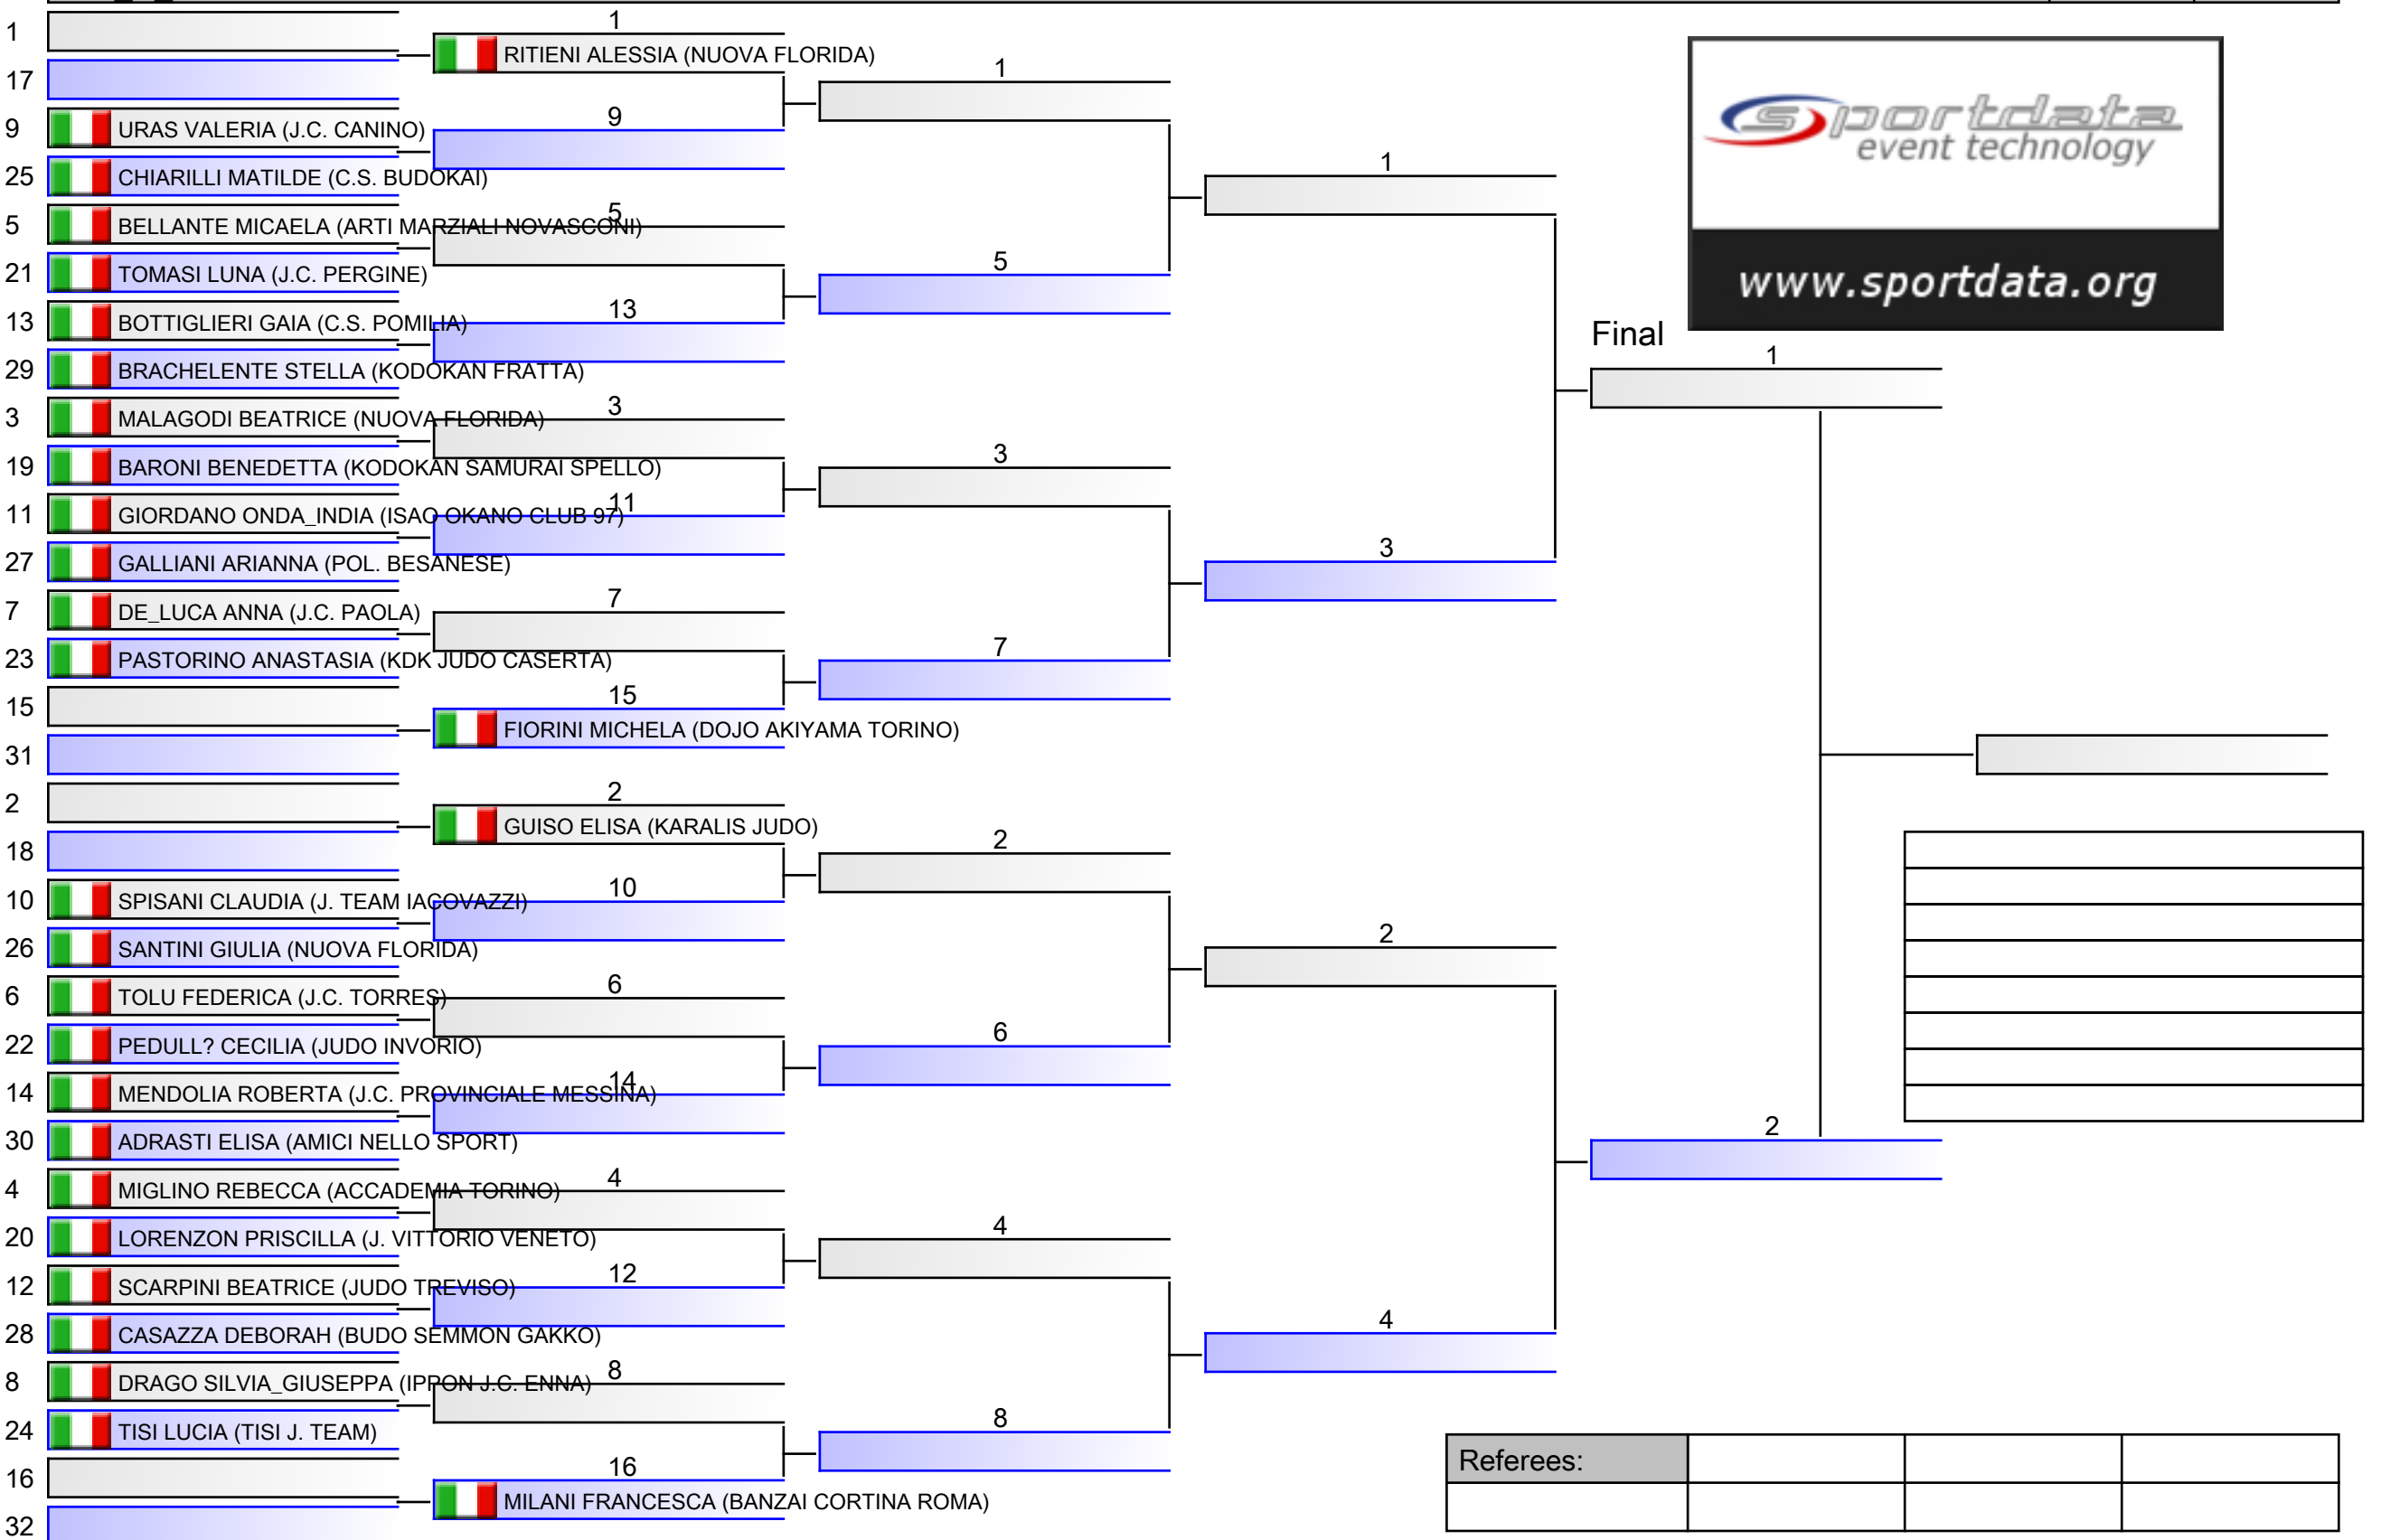 1
1
RITIENI ALESSIA (NUOVA FLORIDA)
1
17
9
9
URAS VALERIA (J.C. CANINO)
25
CHIARILLI MATILDE (C.S. BUDOKAI)
1
5
BELLANTE MICAELA (ARTI MARZIALI NOVASCONI)
5
21
TOMASI LUNA (J.C. PERGINE)
5
13
BOTTIGLIERI GAIA (C.S. POMILIA)
13
29
BRACHELENTE STELLA (KODOKAN FRATTA)
sportdata
event technology
www.sportdata.org
Final
1
3
MALAGODI BEATRICE (NUOVA FLORIDA)
3
19
BARONI BENEDETTA (KODOKAN SAMURAI SPELLO)
3
11
GIORDANO ONDA_INDIA (ISAO OKANO CLUB 97)
11
27
GALLIANI ARIANNA (POL. BESANESE)
3
7
DE_LUCA ANNA (J.C. PAOLA)
7
23
PASTORINO ANASTASIA (KDK JUDO CASERTA)
7
15
15
FIORINI MICHELA (DOJO AKIYAMA TORINO)
31
2
2
GUISO ELISA (KARALIS JUDO)
2
18
10
SPISANI CLAUDIA (J. TEAM IACOVAZZI)
10
26
SANTINI GIULIA (NUOVA FLORIDA)
2
6
TOLU FEDERICA (J.C. TORRES)
6
22
PEDULL? CECILIA (JUDO INVORIO)
6
14
MENDOLIA ROBERTA (J.C. PROVINCIALE MESSINA)
14
30
ADRASTI ELISA (AMICI NELLO SPORT)
2
4
MIGLINO REBECCA (ACCADEMIA TORINO)
4
20
LORENZON PRISCILLA (J. VITTORIO VENETO)
4
12
SCARPINI BEATRICE (JUDO TREVISO)
12
28
CASAZZA DEBORAH (BUDO SEMMON GAKKO)
4
8
DRAGO SILVIA_GIUSEPPA (IPPON J.C. ENNA)
8
24
TISI LUCIA (TISI J. TEAM)
8
16
16
MILANI FRANCESCA (BANZAI CORTINA ROMA)
32
Referees: